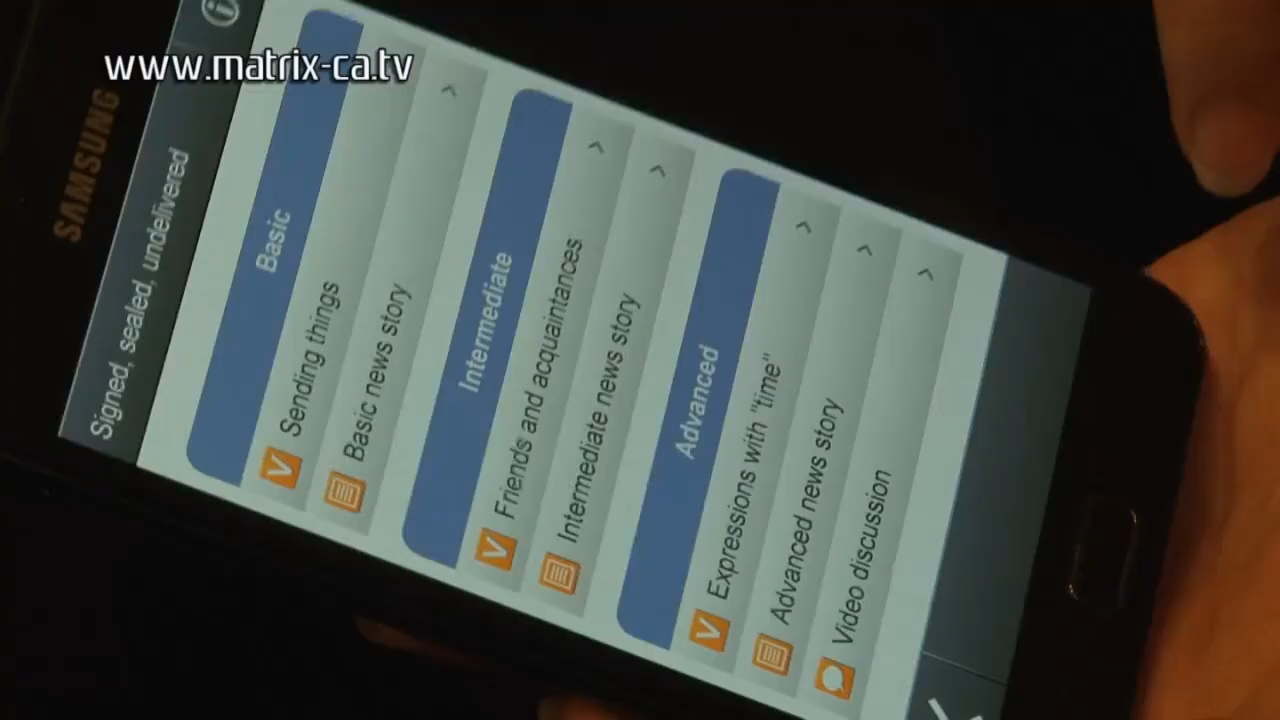 www.matrix-ca.tv
SAMSUNG
Signed, sealed, undelivered
Basic
Sending things
Basic news story
Intermediate
Friends and acquaintances
Intermediate news story
Advanced
Expressions with "time"
Advanced news story
Video discussion